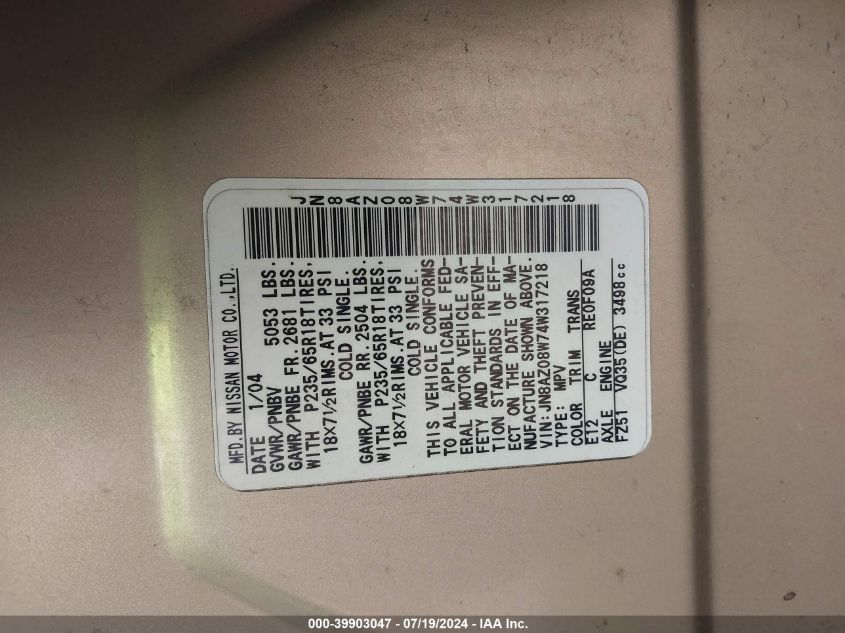 MFD.BY NISSAN MOTOR CO.,LTD.
DATE 1/04
GVWR/PNBV 5053 LBS.
GAWR/PNBE FR.2681 LBS.
WITH P235/65R18TIRES,
18X7½RIMS.AT 33 PSI
COLD SINGLE.
GAWR/PNBE RR.2504 LBS.
WITH P235/65R18TIRES,
18X7½RIMS.AT 33 PSI
COLD SINGLE.
THIS VEHICLE CONFORMS
TO ALL APPLICABLE FED-
ERAL MOTOR VEHICLE SA-
FETY AND THEFT PREVEN-
TION STANDARDS IN EFF-
ECT ON THE DATE OF MA-
NUFACTURE SHOWN ABOVE.
VIN:JN8AZ08W74W317218
TYPE: MPV
COLOR TRIM TRANS
E12 C RE0F09A
AXLE ENGINE
FZ51 VQ35(DE) 3498cc
JN8AZ08W74W317218
000-39903047 - 07/19/2024 - IAA Inc.